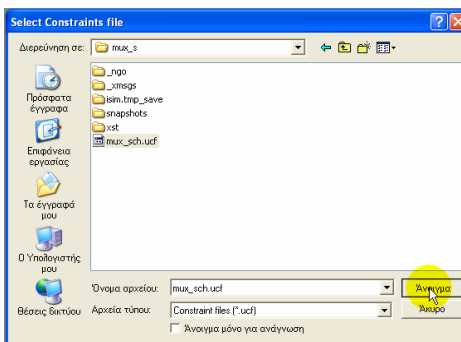 Select Constraints file
Διερεύνηση σε:
mux_s
_ngo
_xmsgs
isim.tmp_save
snapshots
xst
mux_sch.ucf
Πρόσφατα
έγγραφα
Επιφάνεια
εργασίας
Τα έγγραφά
μου
Ο Υπολογιστής
μου
Θέσεις δικτύου
Όνομα αρχείου:
mux_sch.ucf
Άνοιγμα
Αρχεία τύπου:
Constraint files (*.ucf)
Άκυρο
Άνοιγμα μόνο για ανάγνωση